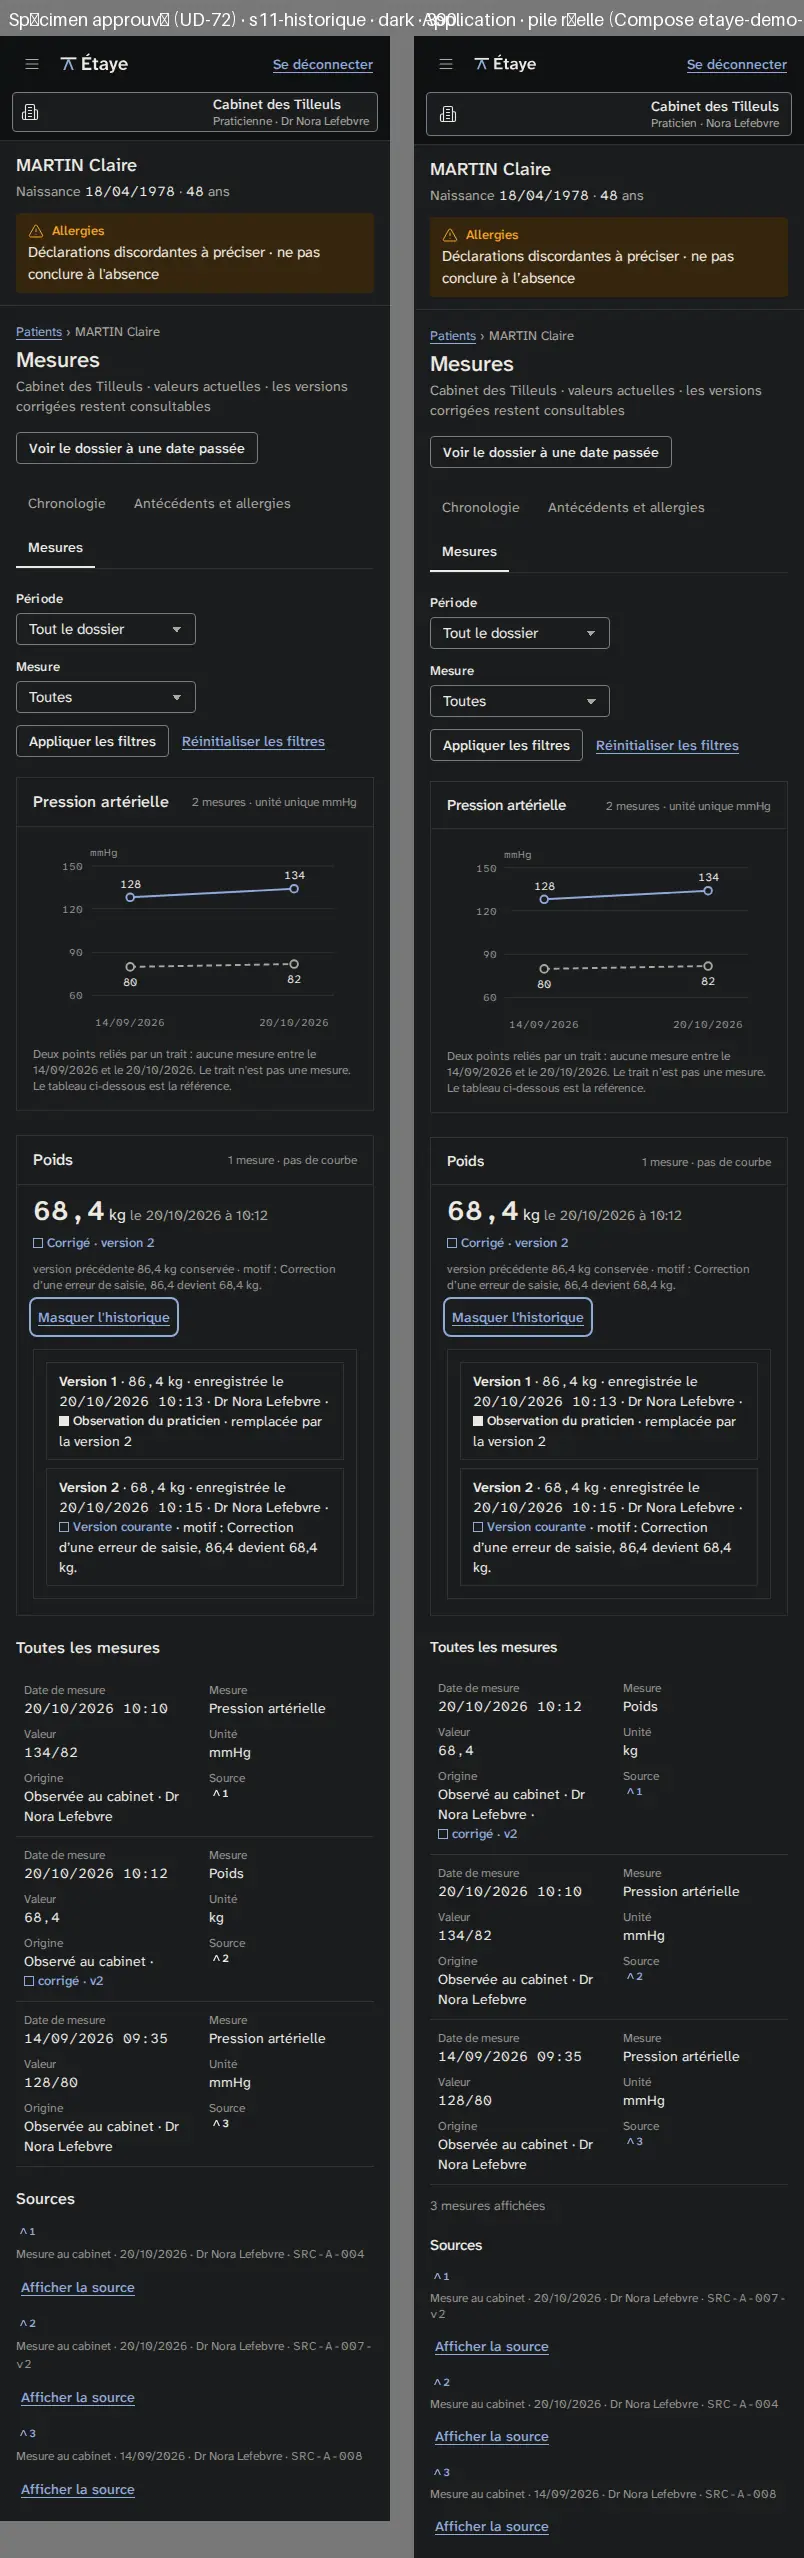 Sp□cimen approuv□ (UD-72) · s11-historique · dark · 390
Étaye
Se déconnecter
Cabinet des Tilleuls
Praticienne · Dr Nora Lefebvre
MARTIN Claire
Naissance 18/04/1978 · 48 ans
Allergies
Déclarations discordantes à préciser · ne pas
conclure à l'absence
Patients › MARTIN Claire
Mesures
Cabinet des Tilleuls · valeurs actuelles · les versions
corrigées restent consultables
Voir le dossier à une date passée
Chronologie
Antécédents et allergies
Mesures
Période
Tout le dossier
Mesure
Toutes
Appliquer les filtres
Réinitialiser les filtres
Pression artérielle
2 mesures · unité unique mmHg
mmHg
150
128
134
120
90
80
82
60
14/09/2026
20/10/2026
Deux points reliés par un trait : aucune mesure entre le
14/09/2026 et le 20/10/2026. Le trait n'est pas une mesure.
Le tableau ci-dessous est la référence.
Poids
1 mesure · pas de courbe
68,4 kg le 20/10/2026 à 10:12
Corrigé · version 2
version précédente 86,4 kg conservée · motif : Correction
d'une erreur de saisie, 86,4 devient 68,4 kg.
Masquer l'historique
Version 1 · 86,4 kg · enregistrée le
20/10/2026 10:13 · Dr Nora Lefebvre ·
Observation du praticien · remplacée par
la version 2
Version 2 · 68,4 kg · enregistrée le
20/10/2026 10:15 · Dr Nora Lefebvre ·
Version courante · motif : Correction
d'une erreur de saisie, 86,4 devient 68,4
kg.
Toutes les mesures
Date de mesure
20/10/2026 10:10
Mesure
Pression artérielle
Valeur
134/82
Unité
mmHg
Origine
Observée au cabinet · Dr
Nora Lefebvre
Source
^1
Date de mesure
20/10/2026 10:12
Mesure
Poids
Valeur
68,4
Unité
kg
Origine
Observé au cabinet ·
corrigé · v2
Source
^2
Date de mesure
14/09/2026 09:35
Mesure
Pression artérielle
Valeur
128/80
Unité
mmHg
Origine
Observée au cabinet · Dr
Nora Lefebvre
Source
^3
Sources
^1
Mesure au cabinet · 20/10/2026 · Dr Nora Lefebvre · SRC-A-004
Afficher la source
^2
Mesure au cabinet · 20/10/2026 · Dr Nora Lefebvre · SRC-A-007-
v2
Afficher la source
^3
Mesure au cabinet · 14/09/2026 · Dr Nora Lefebvre · SRC-A-008
Afficher la source
Application · pile r□elle (Compose etaye-demo-
Étaye
Se déconnecter
Cabinet des Tilleuls
Praticien · Nora Lefebvre
MARTIN Claire
Naissance 18/04/1978 · 48 ans
Allergies
Déclarations discordantes à préciser · ne pas
conclure à l'absence
Patients › MARTIN Claire
Mesures
Cabinet des Tilleuls · valeurs actuelles · les versions
corrigées restent consultables
Voir le dossier à une date passée
Chronologie
Antécédents et allergies
Mesures
Période
Tout le dossier
Mesure
Toutes
Appliquer les filtres
Réinitialiser les filtres
Pression artérielle
2 mesures · unité unique mmHg
mmHg
150
128
134
120
90
80
82
60
14/09/2026
20/10/2026
Deux points reliés par un trait : aucune mesure entre le
14/09/2026 et le 20/10/2026. Le trait n'est pas une mesure.
Le tableau ci-dessous est la référence.
Poids
1 mesure · pas de courbe
68,4 kg le 20/10/2026 à 10:12
Corrigé · version 2
version précédente 86,4 kg conservée · motif : Correction
d'une erreur de saisie, 86,4 devient 68,4 kg.
Masquer l'historique
Version 1 · 86,4 kg · enregistrée le
20/10/2026 10:13 · Dr Nora Lefebvre ·
Observation du praticien · remplacée par
la version 2
Version 2 · 68,4 kg · enregistrée le
20/10/2026 10:15 · Dr Nora Lefebvre ·
Version courante · motif : Correction
d'une erreur de saisie, 86,4 devient 68,4
kg.
Toutes les mesures
Date de mesure
20/10/2026 10:12
Mesure
Poids
Valeur
68,4
Unité
kg
Origine
Observé au cabinet · Dr
Nora Lefebvre ·
corrigé · v2
Source
^1
Date de mesure
20/10/2026 10:10
Mesure
Pression artérielle
Valeur
134/82
Unité
mmHg
Origine
Observée au cabinet · Dr
Nora Lefebvre
Source
^2
Date de mesure
14/09/2026 09:35
Mesure
Pression artérielle
Valeur
128/80
Unité
mmHg
Origine
Observée au cabinet · Dr
Nora Lefebvre
Source
^3
3 mesures affichées
Sources
^1
Mesure au cabinet · 20/10/2026 · Dr Nora Lefebvre · SRC-A-007-
v2
Afficher la source
^2
Mesure au cabinet · 20/10/2026 · Dr Nora Lefebvre · SRC-A-004
Afficher la source
^3
Mesure au cabinet · 14/09/2026 · Dr Nora Lefebvre · SRC-A-008
Afficher la source